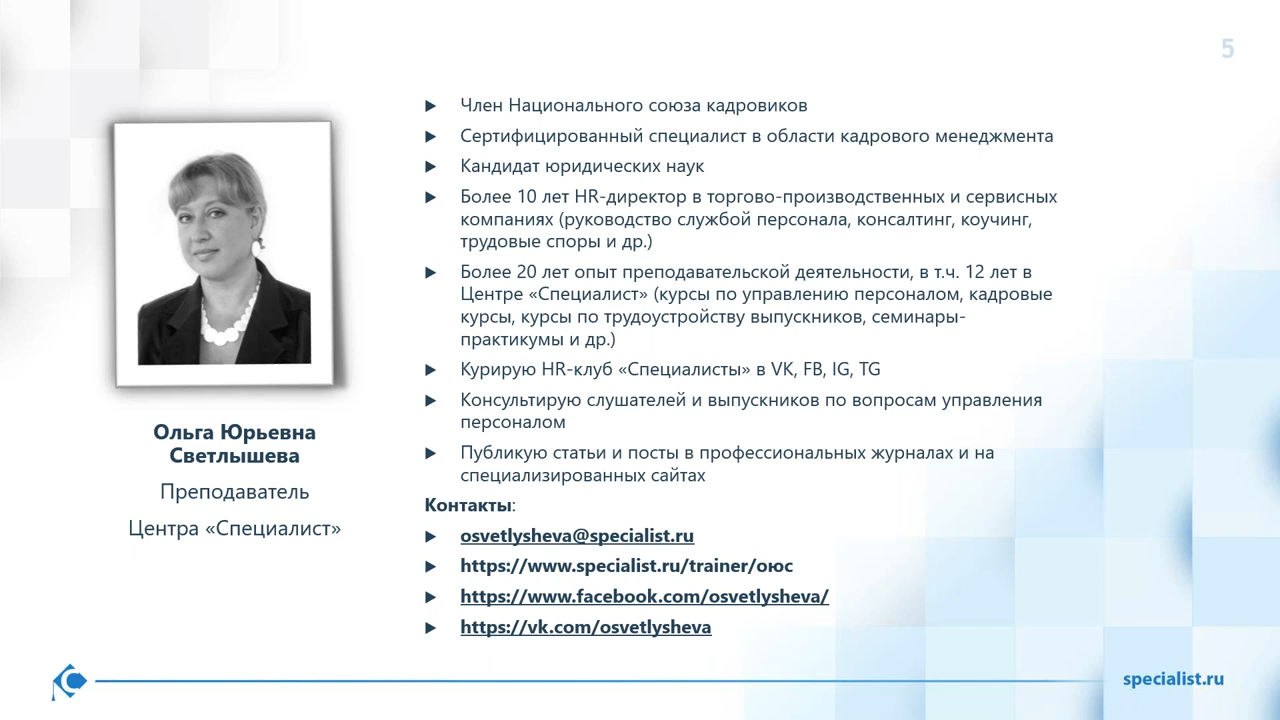 5
Ольга Юрьевна
Светлышева
Преподаватель
Центра «Специалист»
Член Национального союза кадровиков
Сертифицированный специалист в области кадрового менеджмента
Кандидат юридических наук
Более 10 лет HR-директор в торгово-производственных и сервисных
компаниях (руководство службой персонала, консалтинг, коучинг,
трудовые споры и др.)
Более 20 лет опыт преподавательской деятельности, в т.ч. 12 лет в
Центре «Специалист» (курсы по управлению персоналом, кадровые
курсы, курсы по трудоустройству выпускников, семинары-
практикумы и др.)
Курирую HR-клуб «Специалисты» в VK, FB, IG, TG
Консультирую слушателей и выпускников по вопросам управления
персоналом
Публикую статьи и посты в профессиональных журналах и на
специализированных сайтах
Контакты:
osvetlysheva@specialist.ru
https://www.specialist.ru/trainer/оюс
https://www.facebook.com/osvetlysheva/
https://vk.com/osvetlysheva
specialist.ru